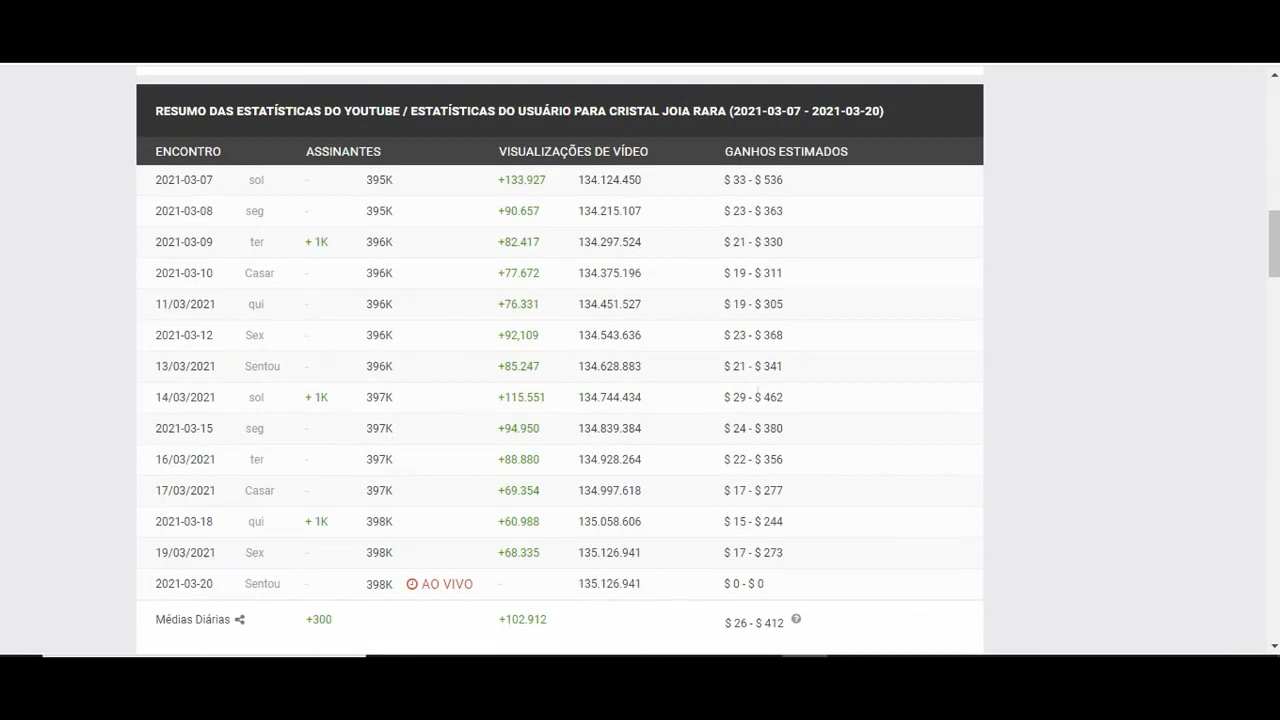 RESUMO DAS ESTATÍSTICAS DO YOUTUBE / ESTATÍSTICAS DO USUÁRIO PARA CRISTAL JOIA RARA (2021-03-07 - 2021-03-20)
ENCONTRO ASSINANTES VISUALIZAÇÕES DE VÍDEO GANHOS ESTIMADOS
2021-03-07 sol - 395K +133.927 134.124.450 $ 33 - $ 536
2021-03-08 seg - 395K +90.657 134.215.107 $ 23 - $ 363
2021-03-09 ter + 1K 396K +82.417 134.297.524 $ 21 - $ 330
2021-03-10 Casar - 396K +77.672 134.375.196 $ 19 - $ 311
11/03/2021 qui - 396K +76.331 134.451.527 $ 19 - $ 305
2021-03-12 Sex - 396K +92,109 134.543.636 $ 23 - $ 368
13/03/2021 Sentou - 396K +85.247 134.628.883 $ 21 - $ 341
14/03/2021 sol + 1K 397K +115.551 134.744.434 $ 29 - $ 462
2021-03-15 seg - 397K +94.950 134.839.384 $ 24 - $ 380
16/03/2021 ter - 397K +88.880 134.928.264 $ 22 - $ 356
17/03/2021 Casar - 397K +69.354 134.997.618 $ 17 - $ 277
2021-03-18 qui + 1K 398K +60.988 135.058.606 $ 15 - $ 244
19/03/2021 Sex - 398K +68.335 135.126.941 $ 17 - $ 273
2021-03-20 Sentou - 398K AO VIVO - 135.126.941 $ 0 - $ 0
Médias Diárias +300 +102.912 $ 26 - $ 412 ?